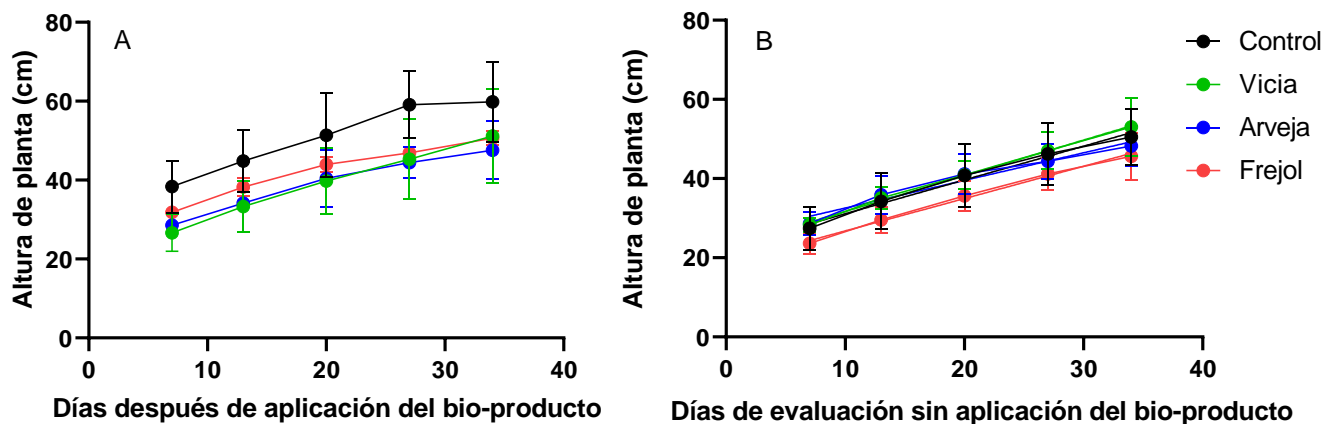 A
Altura de planta (cm)
80
60
40
20
0
0 10 20 30 40
Días después de aplicación del bio-producto
B
Altura de planta (cm)
80
60
40
20
0
0 10 20 30 40
Días de evaluación sin aplicación del bio-producto
Control
Vicia
Arveja
Frejol